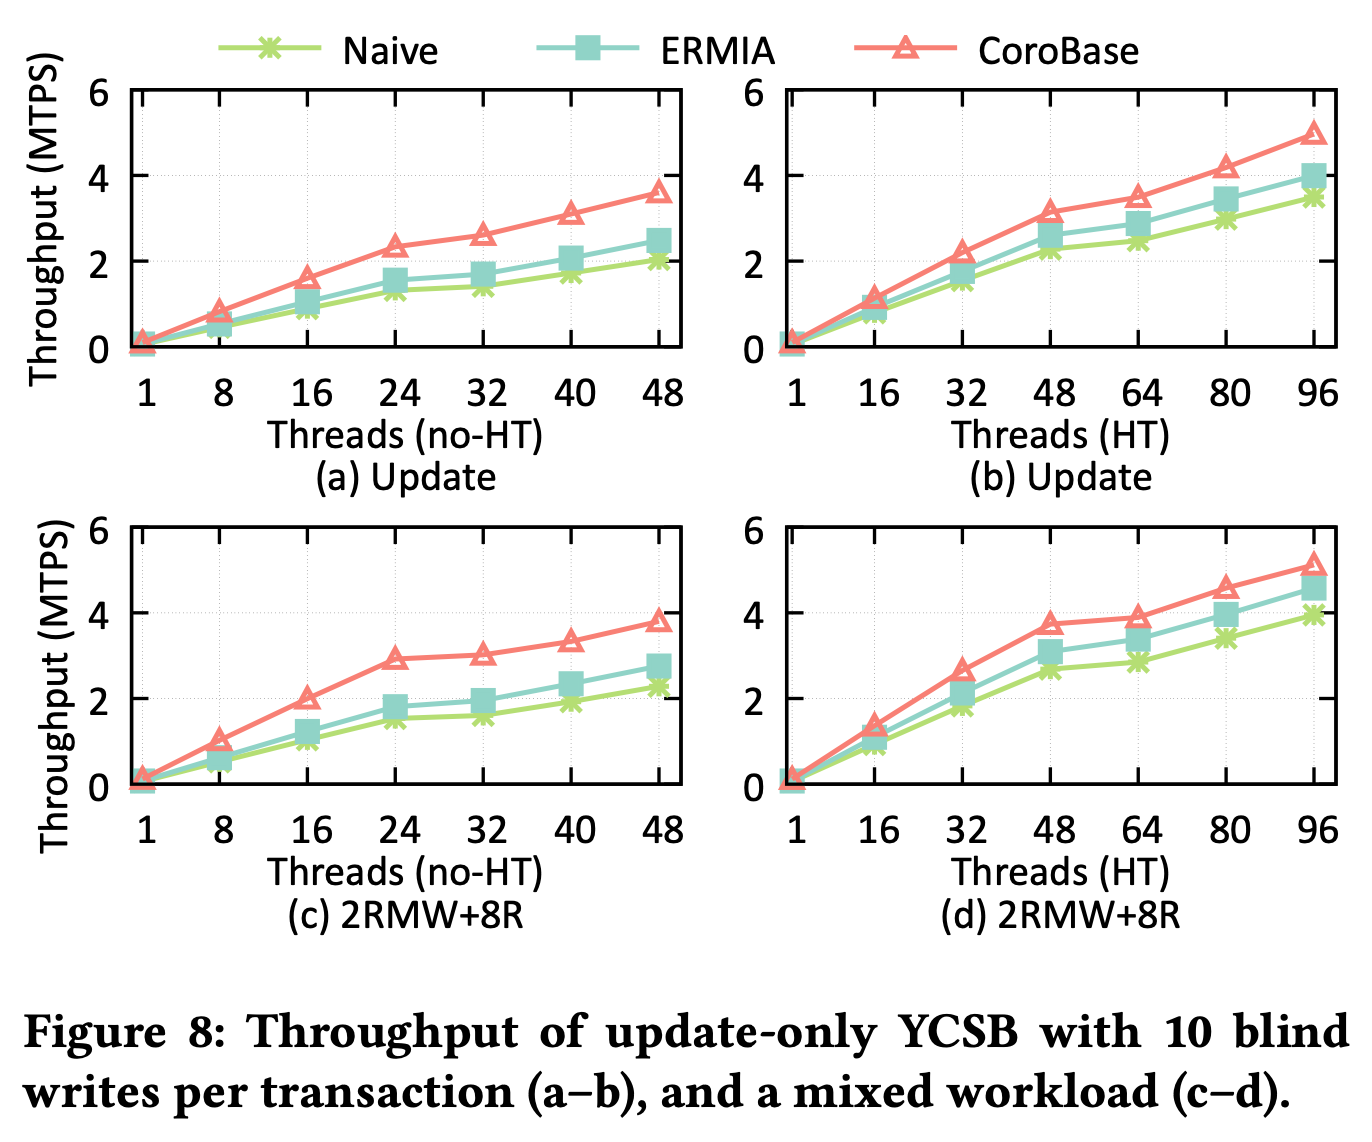 Naive ERMIA CoroBase
Throughput (MTPS)
6
4
2
0
1 8 16 24 32 40 48
Threads (no-HT)
(a) Update
6
4
2
0
1 16 32 48 64 80 96
Threads (HT)
(b) Update
Throughput (MTPS)
6
4
2
0
1 8 16 24 32 40 48
Threads (no-HT)
(c) 2RMW+8R
6
4
2
0
1 16 32 48 64 80 96
Threads (HT)
(d) 2RMW+8R
Figure 8: Throughput of update-only YCSB with 10 blind
writes per transaction (a–b), and a mixed workload (c–d).